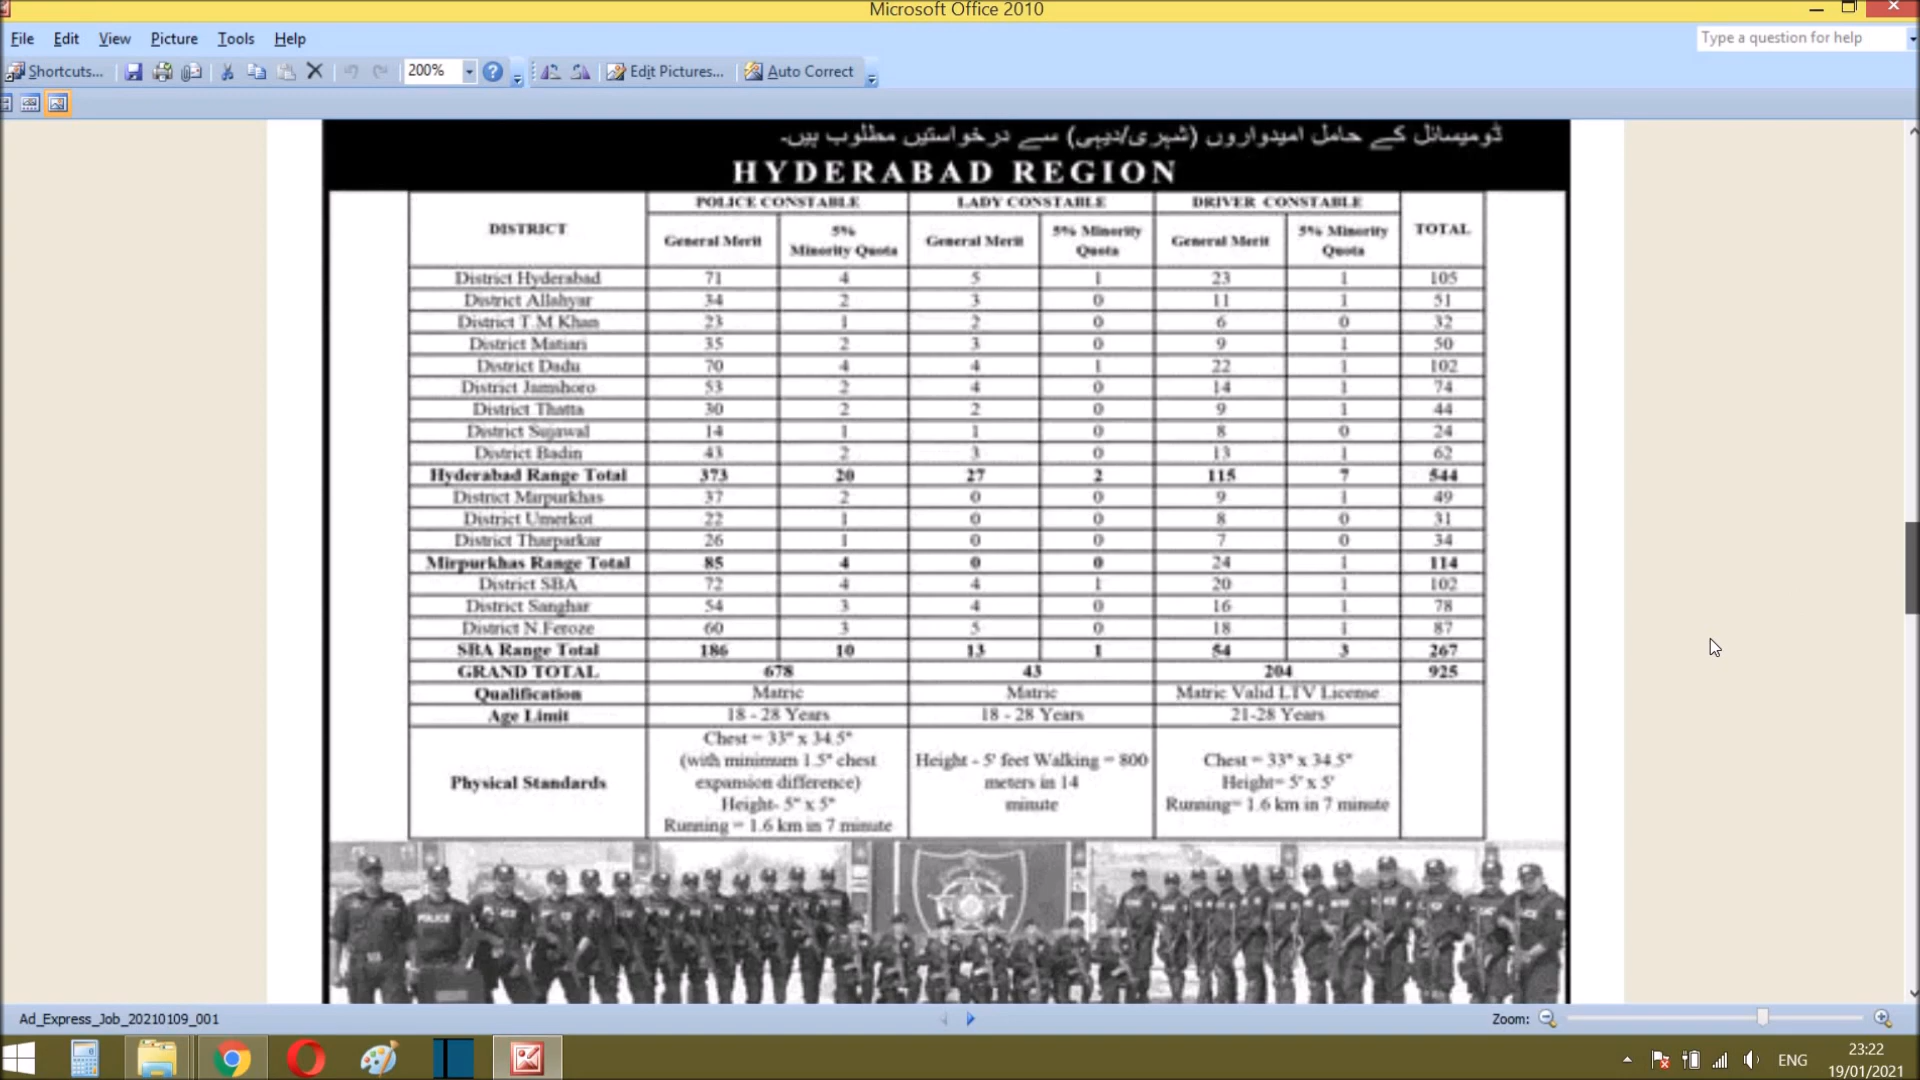 Microsoft Office 2010
File Edit View Picture Tools Help
Type a question for help
Shortcuts... 200% Edit Pictures... Auto Correct
ڈومیسائل کے حامل امیدواروں (شہری/دیہی) سے درخواستیں مطلوب ہیں۔
HYDERABAD REGION
DISTRICT POLICE CONSTABLE LADY CONSTABLE DRIVER CONSTABLE TOTAL
General Merit 5% Minority Quota General Merit 5% Minority Quota General Merit 5% Minority Quota
District Hyderabad 71 4 5 1 23 1 105
District Allahyar 34 2 3 0 11 1 51
District T.M.Khan 23 1 2 0 6 0 32
District Matiari 35 2 3 0 9 1 50
District Dadu 70 4 4 1 22 1 102
District Jamshoro 53 2 4 0 14 1 74
District Thatta 30 2 2 0 9 1 44
District Sujawal 14 1 1 0 8 0 24
District Badin 43 2 3 0 13 1 62
Hyderabad Range Total 373 20 27 2 115 7 544
District Mirpurkhas 37 2 0 0 9 1 49
District Umerkot 22 1 0 0 8 0 31
District Tharparkar 26 1 0 0 7 0 34
Mirpurkhas Range Total 85 4 0 0 24 1 114
District SBA 72 4 4 1 20 1 102
District Sanghar 54 3 4 0 16 1 78
District N.Feroze 60 3 5 0 18 1 87
SBA Range Total 186 10 13 1 54 3 267
GRAND TOTAL 678 43 204 925
Qualification Matric Matric Matric Valid LTV License
Age Limit 18 - 28 Years 18 - 28 Years 21-28 Years
Physical Standards
Chest = 33" x 34.5"
(with minimum 1.5" chest
expansion difference)
Height- 5" x 5"
Running = 1.6 km in 7 minute
Height - 5' feet Walking = 800
meters in 14
minute
Chest = 33" x 34.5"
Height= 5' x 5'
Running= 1.6 km in 7 minute
POLICE
Ad_Express_Job_20210109_001
Zoom:
ENG
23:22
19/01/2021